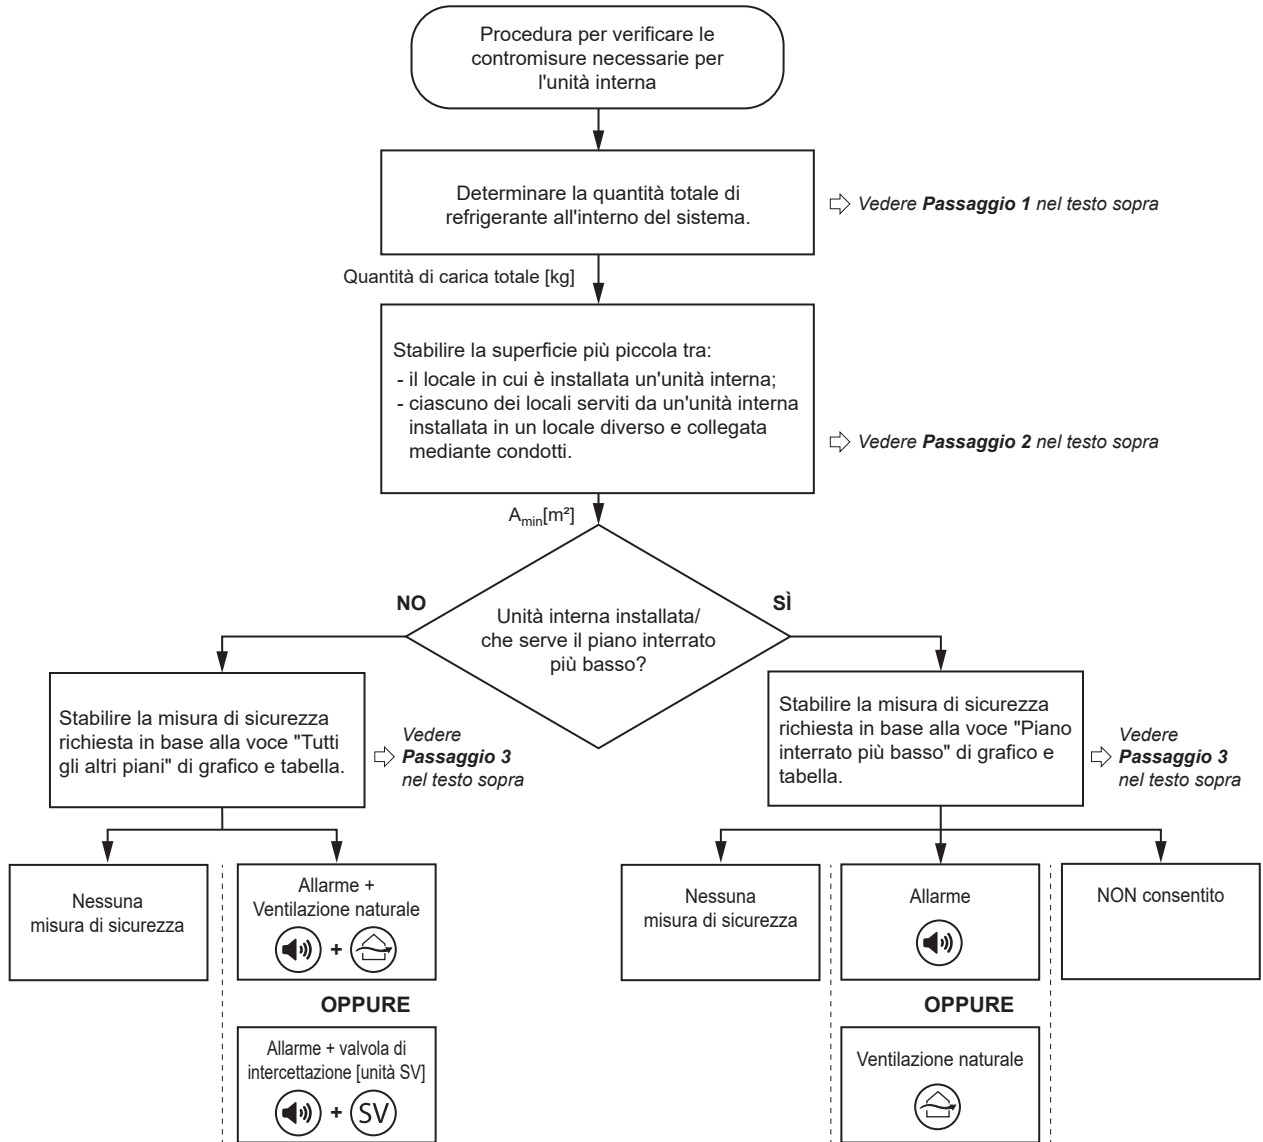 Procedura per verificare le
contromisure necessarie per
l'unità interna
Determinare la quantità totale di
refrigerante all'interno del sistema.
Vedere Passaggio 1 nel testo sopra
Quantità di carica totale [kg]
Stabilire la superficie più piccola tra:
- il locale in cui è installata un'unità interna;
- ciascuno dei locali serviti da un'unità interna
installata in un locale diverso e collegata
mediante condotti.
Vedere Passaggio 2 nel testo sopra
Amin[m²]
NO
SÌ
Unità interna installata/
che serve il piano interrato
più basso?
Stabilire la misura di sicurezza
richiesta in base alla voce "Tutti
gli altri piani" di grafico e tabella.
Vedere
Passaggio 3
nel testo sopra
Stabilire la misura di sicurezza
richiesta in base alla voce "Piano
interrato più basso" di grafico e
tabella.
Vedere
Passaggio 3
nel testo sopra
Nessuna
misura di sicurezza
Allarme +
Ventilazione naturale
+
OPPURE
Allarme + valvola di
intercettazione [unità SV]
+ SV
Nessuna
misura di sicurezza
Allarme
OPPURE
Ventilazione naturale
NON consentito